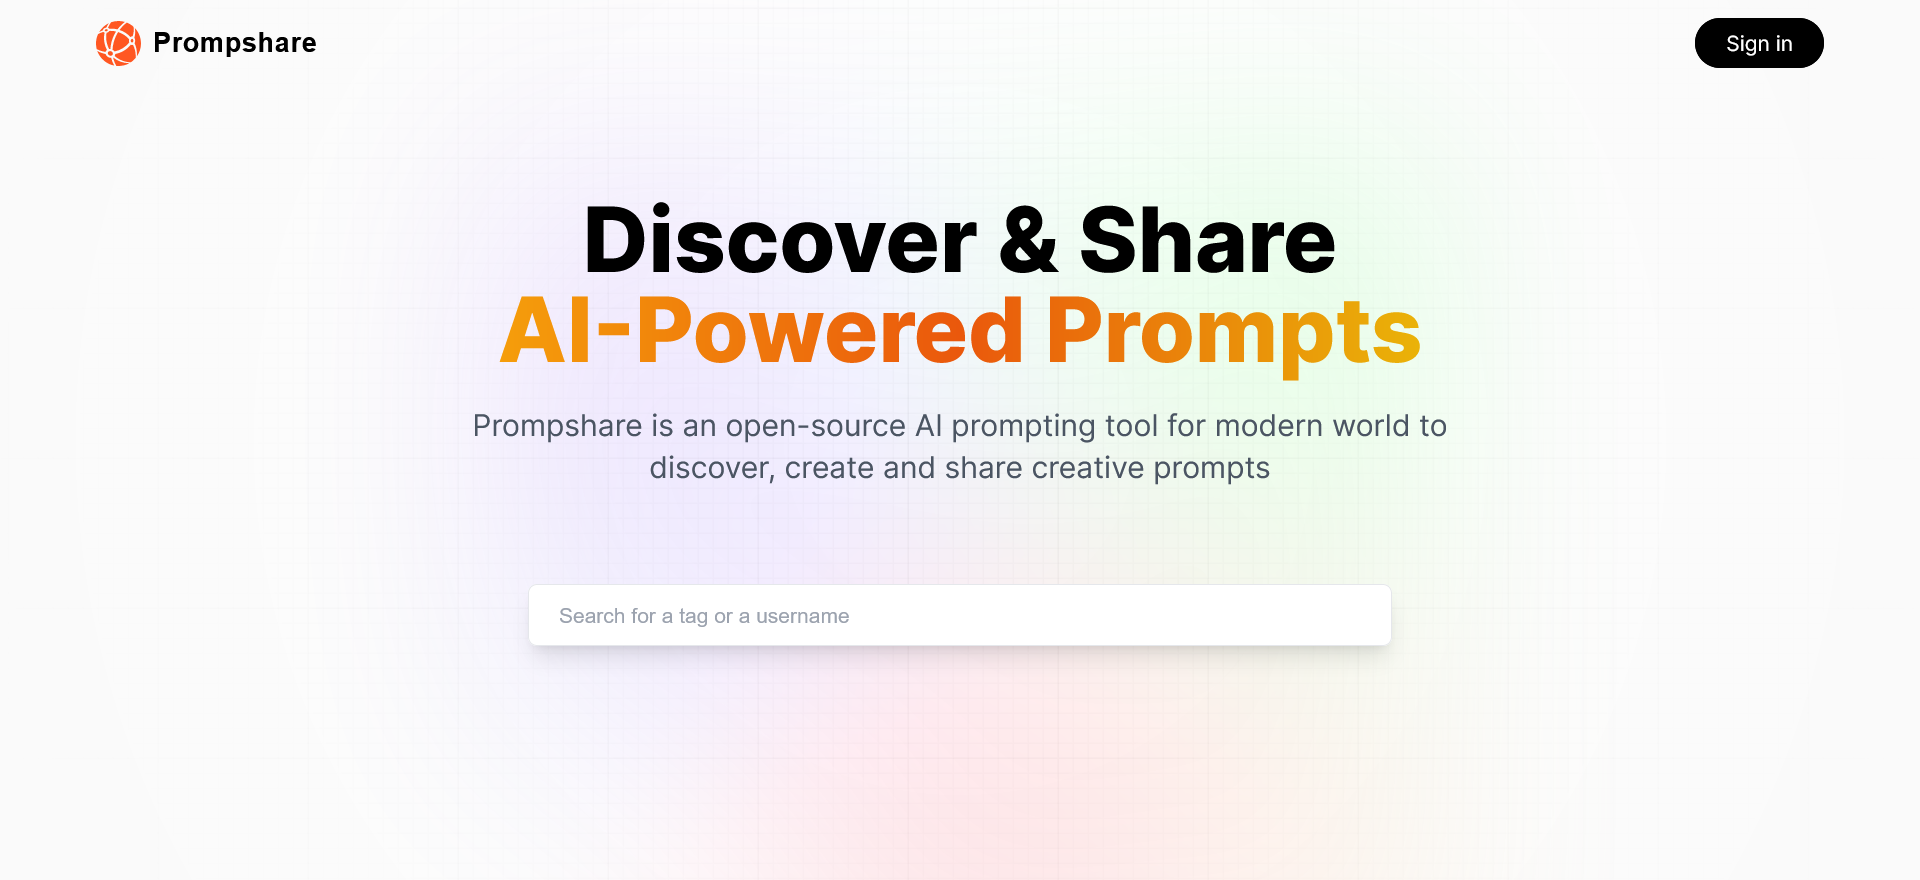 Prompshare
Sign in
Discover & Share
AI-Powered Prompts
Prompshare is an open-source AI prompting tool for modern world to
discover, create and share creative prompts
Search for a tag or a username